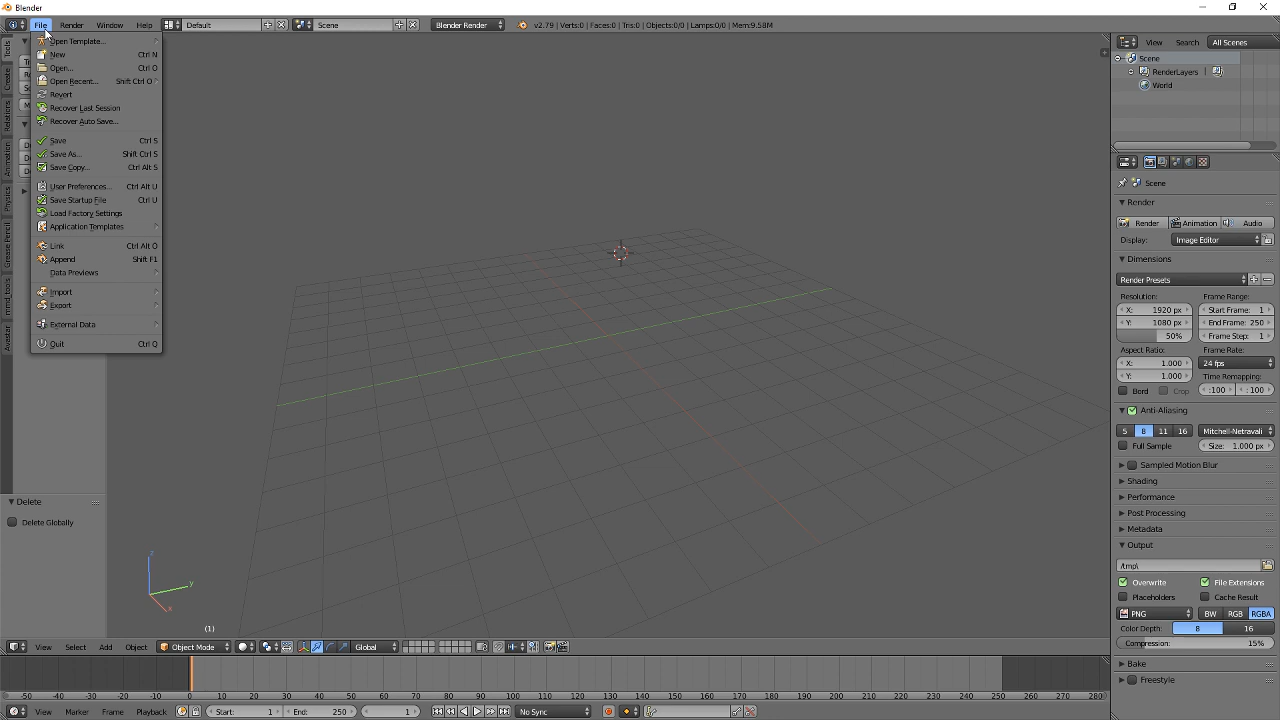 Blender
File Render Window Help Default Scene Blender Render v2.79 | Verts:0 | Faces:0 | Tris:0 | Objects:0/0 | Lamps:0/0 | Mem:9.58M
Open Template...
New Ctrl N
Open... Ctrl O
Open Recent... Shift Ctrl O
Revert
Recover Last Session
Recover Auto Save...
Save Ctrl S
Save As... Shift Ctrl S
Save Copy... Ctrl Alt S
User Preferences... Ctrl Alt U
Save Startup File Ctrl U
Load Factory Settings
Application Templates
Link Ctrl Alt O
Append Shift F1
Data Previews
Import
Export
External Data
Quit Ctrl Q
Tools
Create
Relations
Animation
Physics
Grease Pencil
mmd_tools
Avastar
Delete
Delete Globally
z
y
x
(1)
View Select Add Object Object Mode Global
View Search All Scenes
Scene
RenderLayers
World
Scene
Render
Render Animation Audio
Display: Image Editor
Dimensions
Render Presets
Resolution: Frame Range:
X: 1920 px Start Frame: 1
Y: 1080 px End Frame: 250
50% Frame Step: 1
Aspect Ratio: Frame Rate:
X: 1.000 24 fps
Y: 1.000 Time Remapping:
Bord Crop :100 : 100
Anti-Aliasing
5 8 11 16 Mitchell-Netravali
Full Sample Size: 1.000 px
Sampled Motion Blur
Shading
Performance
Post Processing
Metadata
Output
/tmp\
Overwrite File Extensions
Placeholders Cache Result
PNG BW RGB RGBA
Color Depth: 8 16
Compression: 15%
Bake
Freestyle
-50 -40 -30 -20 -10 0 10 20 30 40 50 60 70 80 90 100 110 120 130 140 150 160 170 180 190 200 210 220 230 240 250 260 270 280
View Marker Frame Playback Start: 1 End: 250 1 No Sync